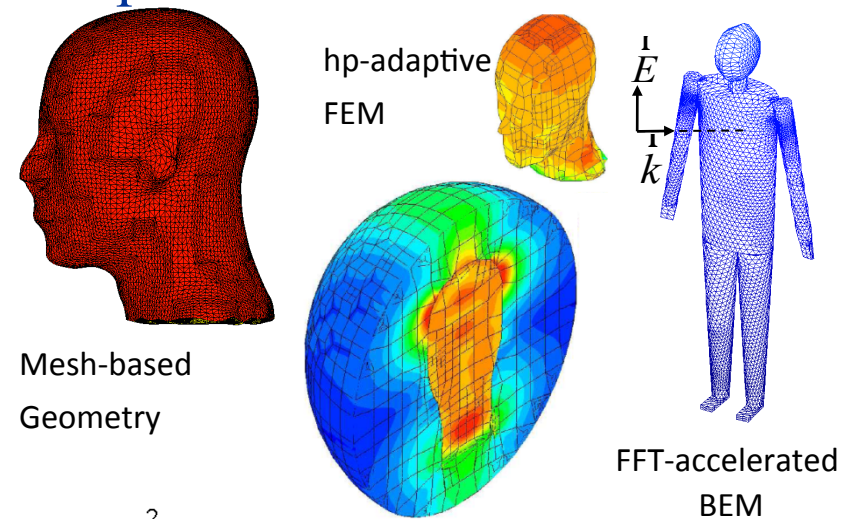 hp-adaptive
FEM
E
k
Mesh-based
Geometry
FFT-accelerated
BEM